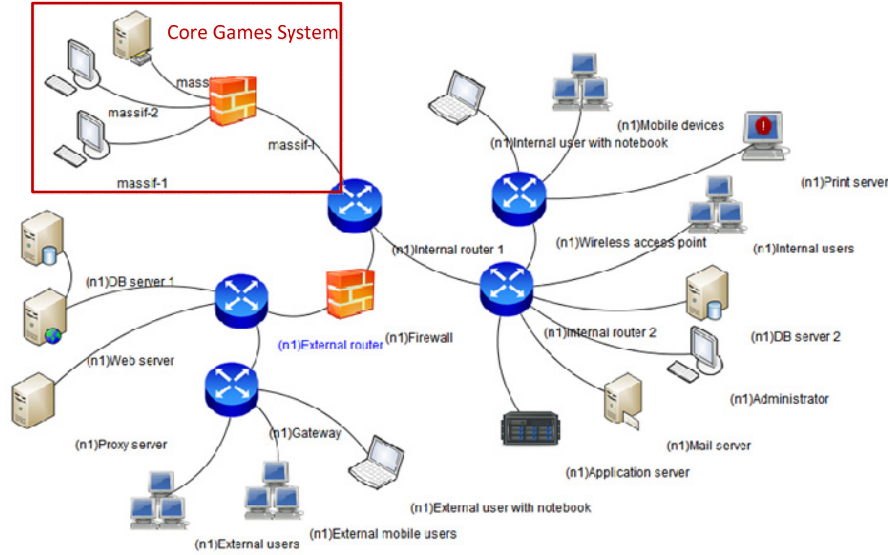 Core Games System
mass
massif-2
massif-f
massif-1
(n1)Mobile devices
(n1)Internal user with notebook
(n1)Print server
(n1)Wireless access point
(n1)Internal users
(n1)Internal router 1
(n1)DB server 1
(n1)Internal router 2
(n1)DB server 2
(n1)External router
(n1)Firewall
(n1)Web server
(n1)Administrator
(n1)Gateway
(n1)Proxy server
(n1)Mail server
(n1)Application server
(n1)External user with notebook
(n1)External mobile users
(n1)External users